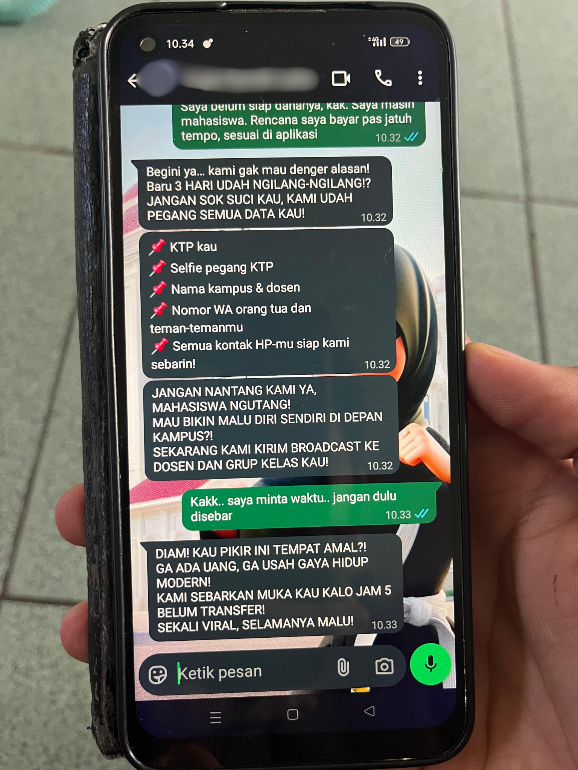 10.34
4G
49
Saya belum siap dananya, kak. Saya masih
mahasiswa. Rencana saya bayar pas jatuh
tempo, sesuai di aplikasi
10.32
Begini ya... kami gak mau denger alasan!
Baru 3 HARI UDAH NGILANG-NGILANG!?
JANGAN SOK SUCI KAU, KAMI UDAH
PEGANG SEMUA DATA KAU!
10.32
📌 KTP kau
📌 Selfie pegang KTP
📌 Nama kampus & dosen
📌 Nomor WA orang tua dan
teman-temanmu
📌 Semua kontak HP-mu siap kami
sebarin!
10.32
JANGAN NANTANG KAMI YA,
MAHASISWA NGUTANG!
MAU BIKIN MALU DIRI SENDIRI DI DEPAN
KAMPUS?!
SEKARANG KAMI KIRIM BROADCAST KE
DOSEN DAN GRUP KELAS KAU!
10.32
Kakk.. saya minta waktu.. jangan dulu
disebar
10.33
DIAM! KAU PIKIR INI TEMPAT AMAL?!
GA ADA UANG, GA USAH GAYA HIDUP
MODERN!
KAMI SEBARKAN MUKA KAU KALO JAM 5
BELUM TRANSFER!
SEKALI VIRAL, SELAMANYA MALU!
10.33
Ketik pesan